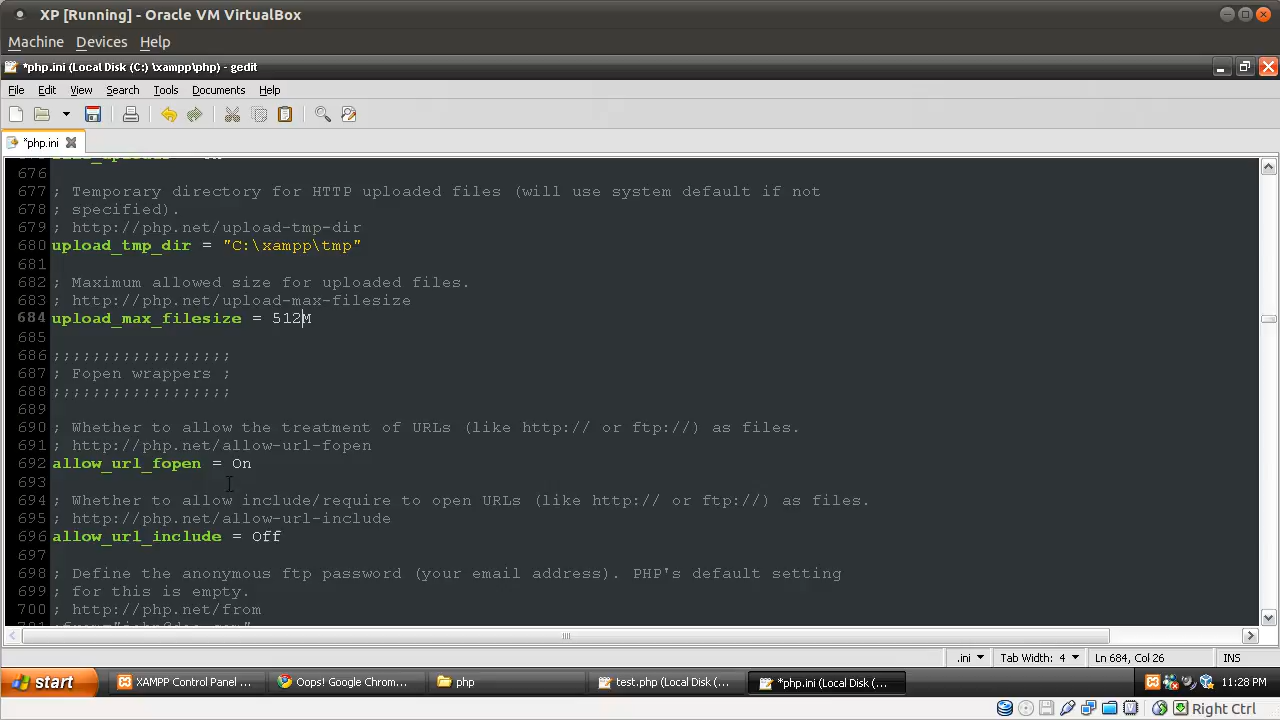 XP [Running] - Oracle VM VirtualBox
Machine Devices Help
*php.ini (Local Disk (C:) \xampp\php) - gedit
File Edit View Search Tools Documents Help
*php.ini
676
677 ; Temporary directory for HTTP uploaded files (will use system default if not
678 ; specified).
679 ; http://php.net/upload-tmp-dir
680 upload_tmp_dir = "C:\xampp\tmp"
681
682 ; Maximum allowed size for uploaded files.
683 ; http://php.net/upload-max-filesize
684 upload_max_filesize = 512M
685
686 ;;;;;;;;;;;;;;;;;;
687 ; Fopen wrappers ;
688 ;;;;;;;;;;;;;;;;;;
689
690 ; Whether to allow the treatment of URLs (like http:// or ftp://) as files.
691 ; http://php.net/allow-url-fopen
692 allow_url_fopen = On
693
694 ; Whether to allow include/require to open URLs (like http:// or ftp://) as files.
695 ; http://php.net/allow-url-include
696 allow_url_include = Off
697
698 ; Define the anonymous ftp password (your email address). PHP's default setting
699 ; for this is empty.
700 ; http://php.net/from
.ini Tab Width: 4 Ln 684, Col 26 INS
start XAMPP Control Panel ... Oops! Google Chrom... php test.php (Local Disk (... *php.ini (Local Disk (... 11:28 PM
Right Ctrl